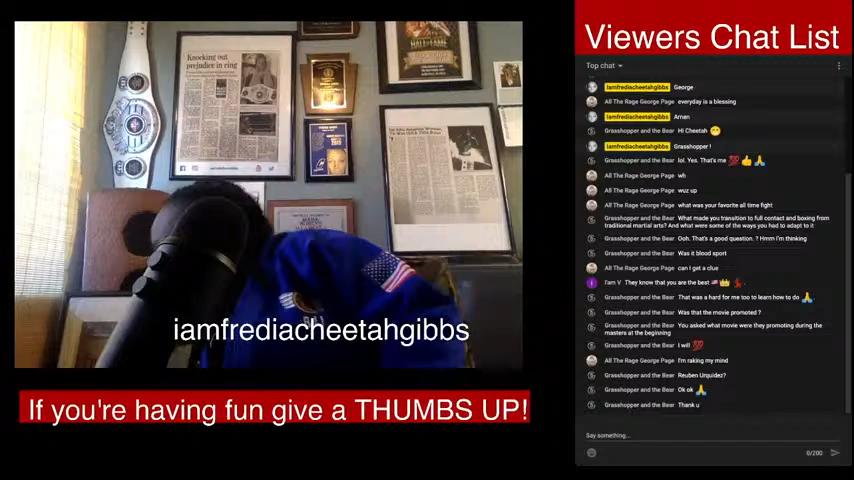 Viewers Chat List
Top chat
Iamfrediacheetahgibbs George
All The Rage George Page everyday is a blessing
Iamfrediacheetahgibbs Aman
Grasshopper and the Bear Hi Cheetah 😁
Iamfrediacheetahgibbs Grasshopper !
Grasshopper and the Bear lol. Yes. That's me 💯👍🙏
All The Rage George Page wh
All The Rage George Page wuz up
All The Rage George Page what was your favorite all time fight
Grasshopper and the Bear What made you transition to full contact and boxing from
traditional martial arts? And what were some of the ways you had to adapt to it
Grasshopper and the Bear Ooh. That's a good question. ? Hmmm I'm thinking
Grasshopper and the Bear Was it blood sport
All The Rage George Page can I get a clue
I'am V They know that you are the best 🇺🇸👑💃.
Grasshopper and the Bear That was a hard for me too to learn how to do 🙏.
Grasshopper and the Bear Was that the movie promoted ?
Grasshopper and the Bear You asked what movie were they promoting during the
masters at the beginning
Grasshopper and the Bear I will 💯
All The Rage George Page I'm raking my mind
Grasshopper and the Bear Reuben Urquidez?
Grasshopper and the Bear Ok ok 🙏
Grasshopper and the Bear Thank u
Say something...
0/200
Knocking out
prejudice in ring
HALL OF FAME
iamfrediacheetahgibbs
If you're having fun give a THUMBS UP!